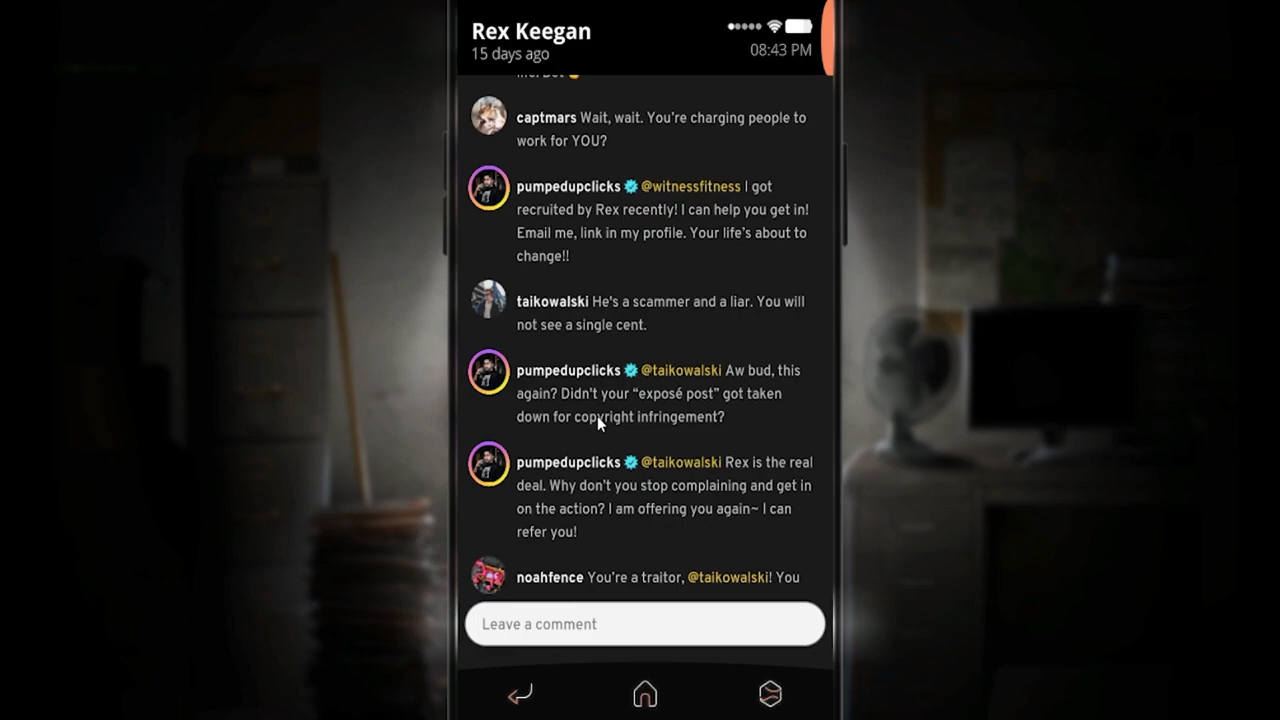 Rex Keegan
15 days ago
08:43 PM
captmars Wait, wait. You're charging people to
work for YOU?
pumpedupclicks @witnessfitness I got
recruited by Rex recently! I can help you get in!
Email me, link in my profile. Your life's about to
change!!
taikowalski He's a scammer and a liar. You will
not see a single cent.
pumpedupclicks @taikowalski Aw bud, this
again? Didn't your “exposé post” got taken
down for copyright infringement?
pumpedupclicks @taikowalski Rex is the real
deal. Why don't you stop complaining and get in
on the action? I am offering you again~ I can
refer you!
noahfence You're a traitor, @taikowalski! You
Leave a comment